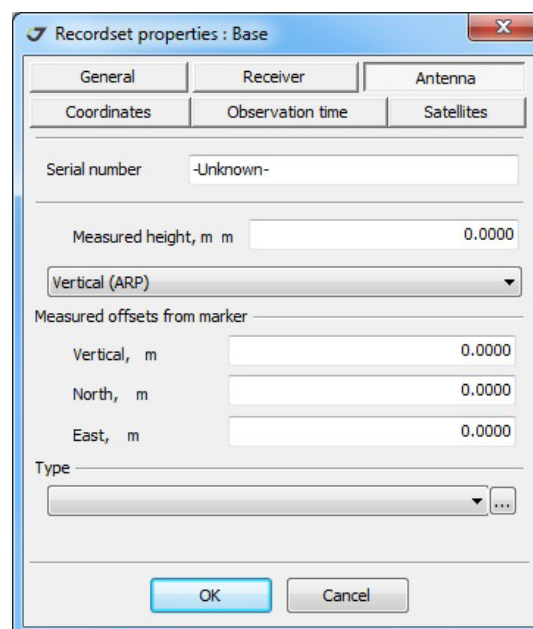 Recordset properties : Base
General Receiver Antenna
Coordinates Observation time Satellites
Serial number -Unknown-
Measured height, m m 0.0000
Vertical (ARP)
Measured offsets from marker
Vertical, m 0.0000
North, m 0.0000
East, m 0.0000
Type
...
OK Cancel